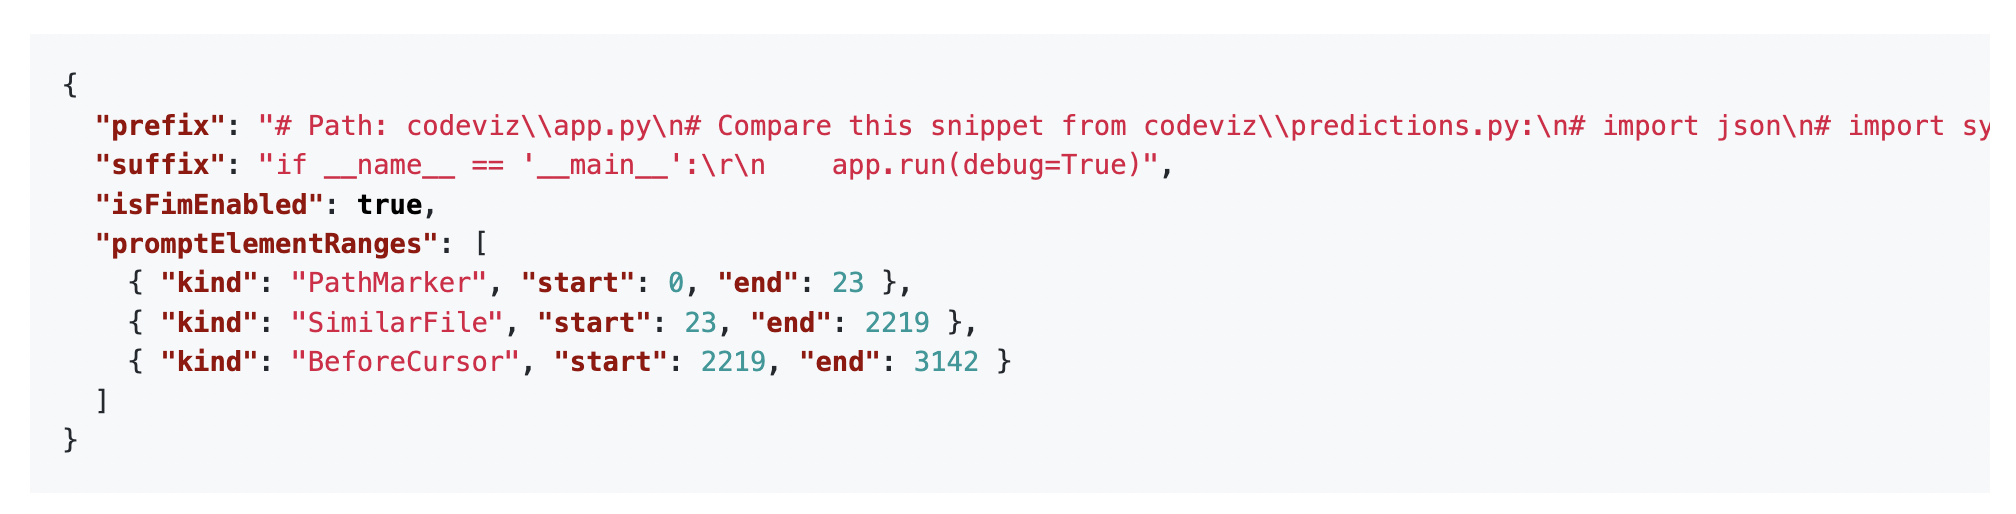 {
  "prefix": "# Path: codeviz\\app.py\n# Compare this snippet from codeviz\\predictions.py:\n# import json\n# import sy
  "suffix": "if __name__ == '__main__':\r\n    app.run(debug=True)",
  "isFimEnabled": true,
  "promptElementRanges": [
    { "kind": "PathMarker", "start": 0, "end": 23 },
    { "kind": "SimilarFile", "start": 23, "end": 2219 },
    { "kind": "BeforeCursor", "start": 2219, "end": 3142 }
  ]
}